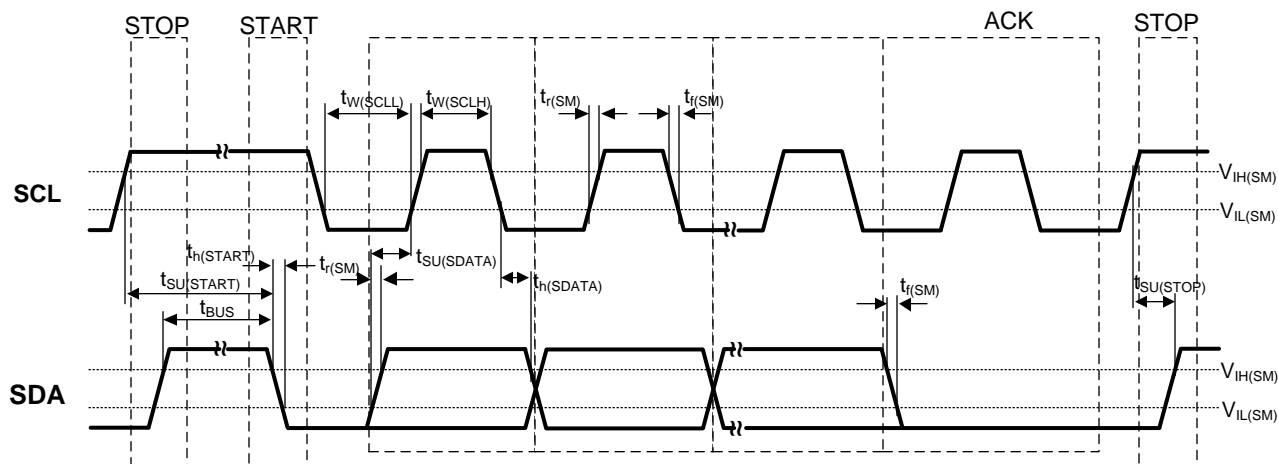 STOP START ACK STOP
tW(SCLL) tW(SCLH) tr(SM) tf(SM)
SCL
VIH(SM)
VIL(SM)
th(START) tr(SM) tSU(SDATA)
tSU(START) th(SDATA) tf(SM) tSU(STOP)
tBUS
SDA
VIH(SM)
VIL(SM)